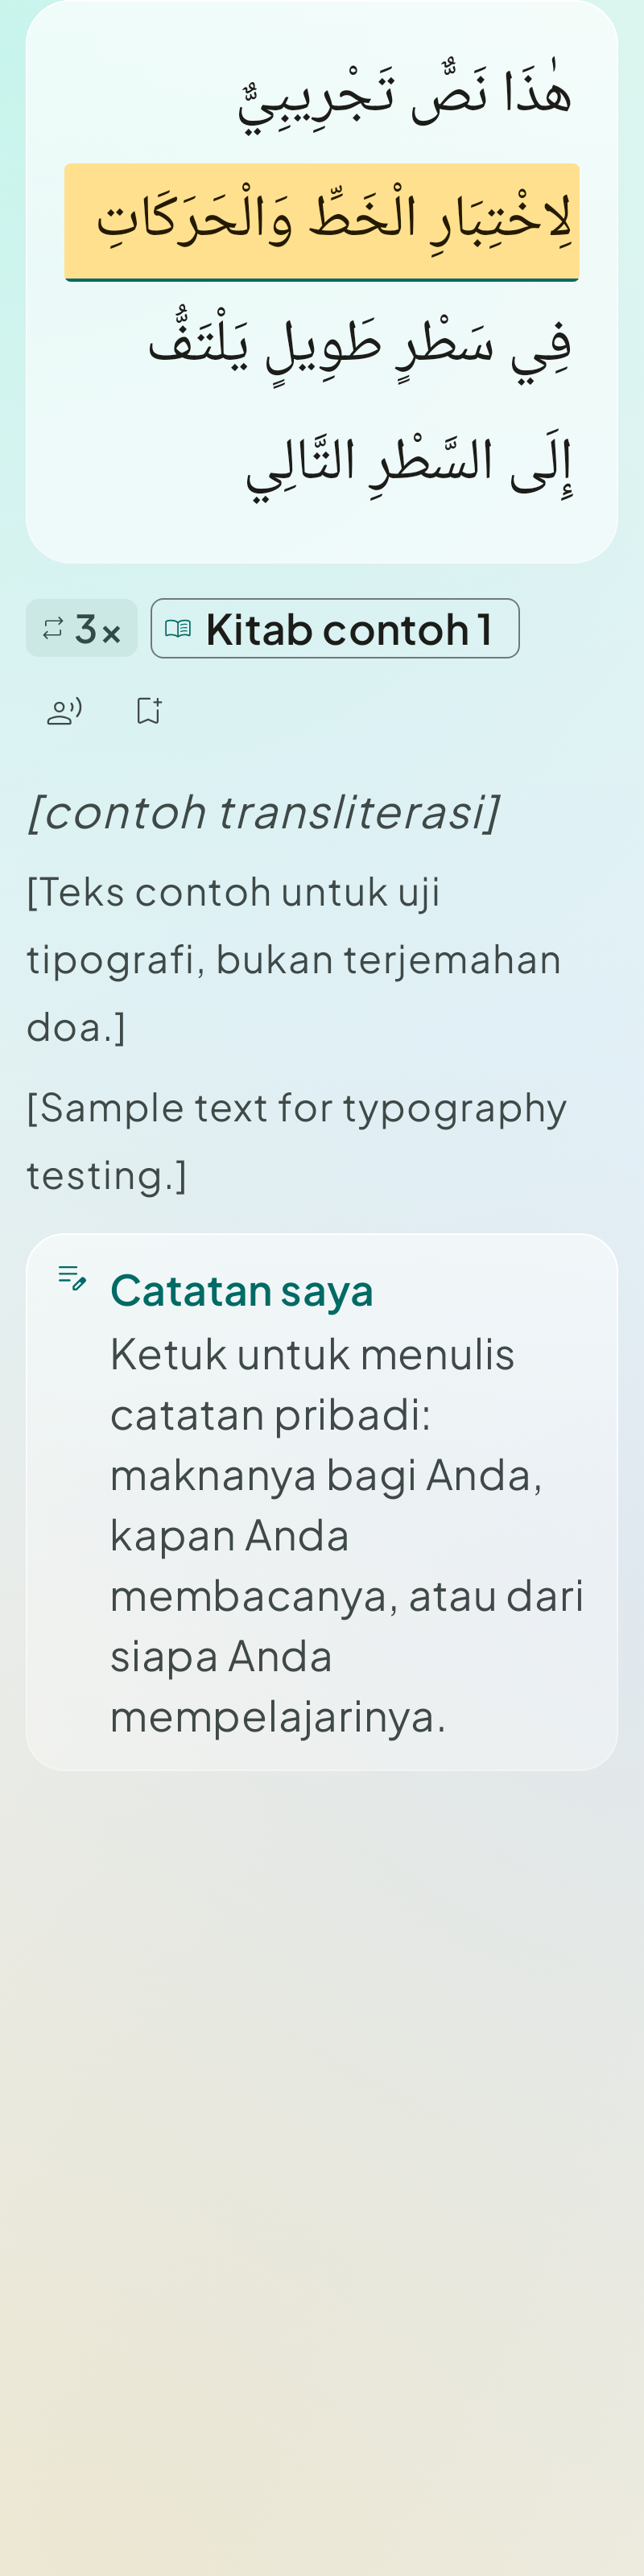 هٰذَا نَصٌّ تَجْرِيبِيٌّ
لِاخْتِبَارِ الْخَطِّ وَالْحَرَكَاتِ
فِي سَطْرٍ طَوِيلٍ يَلْتَفُّ
إِلَى السَّطْرِ التَّالِي
3×
Kitab contoh 1
[contoh transliterasi]
[Teks contoh untuk uji
tipografi, bukan terjemahan
doa.]
[Sample text for typography
testing.]
Catatan saya
Ketuk untuk menulis
catatan pribadi:
maknanya bagi Anda,
kapan Anda
membacanya, atau dari
siapa Anda
mempelajarinya.